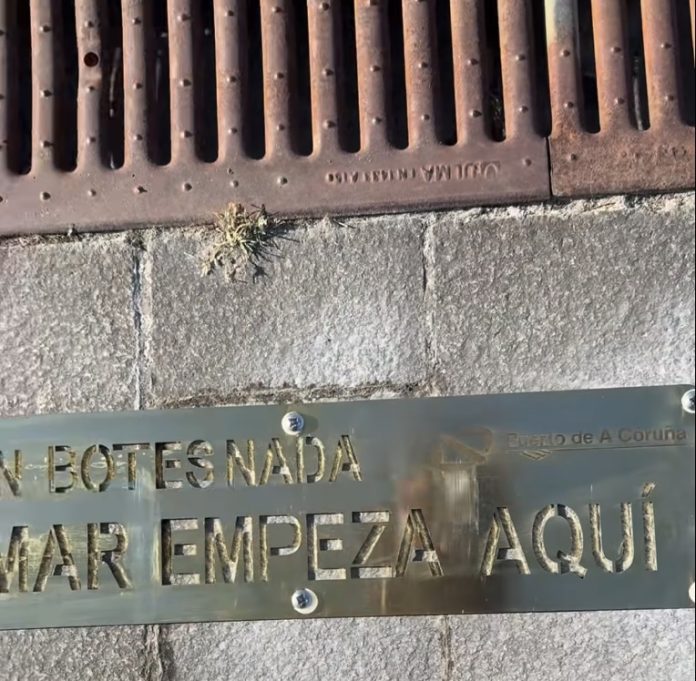 ULMA
N BOTES NADA
Puerto de A Coruña
MAR EMPEZA AQUÍ